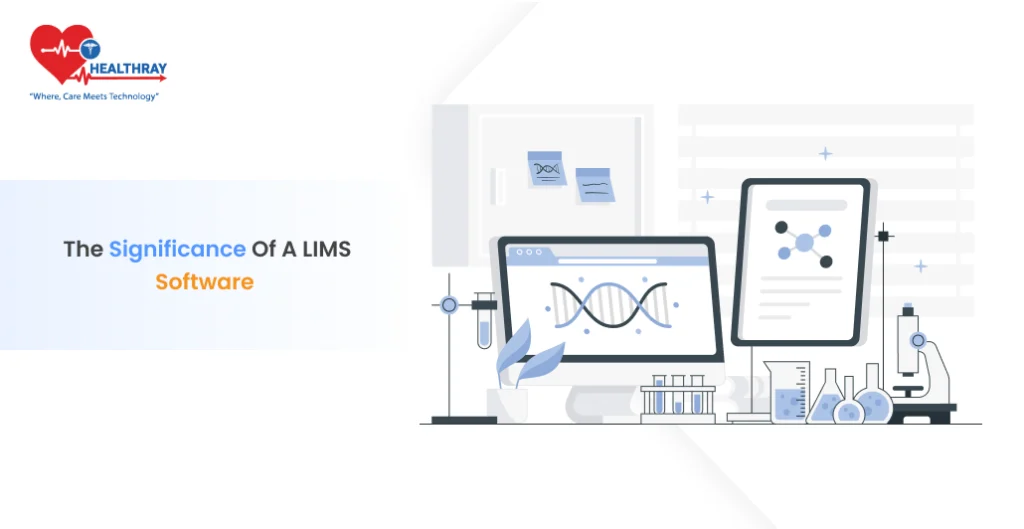 HEALTHRAY
"Where, Care Meets Technology"
The Significance Of A LIMS
Software